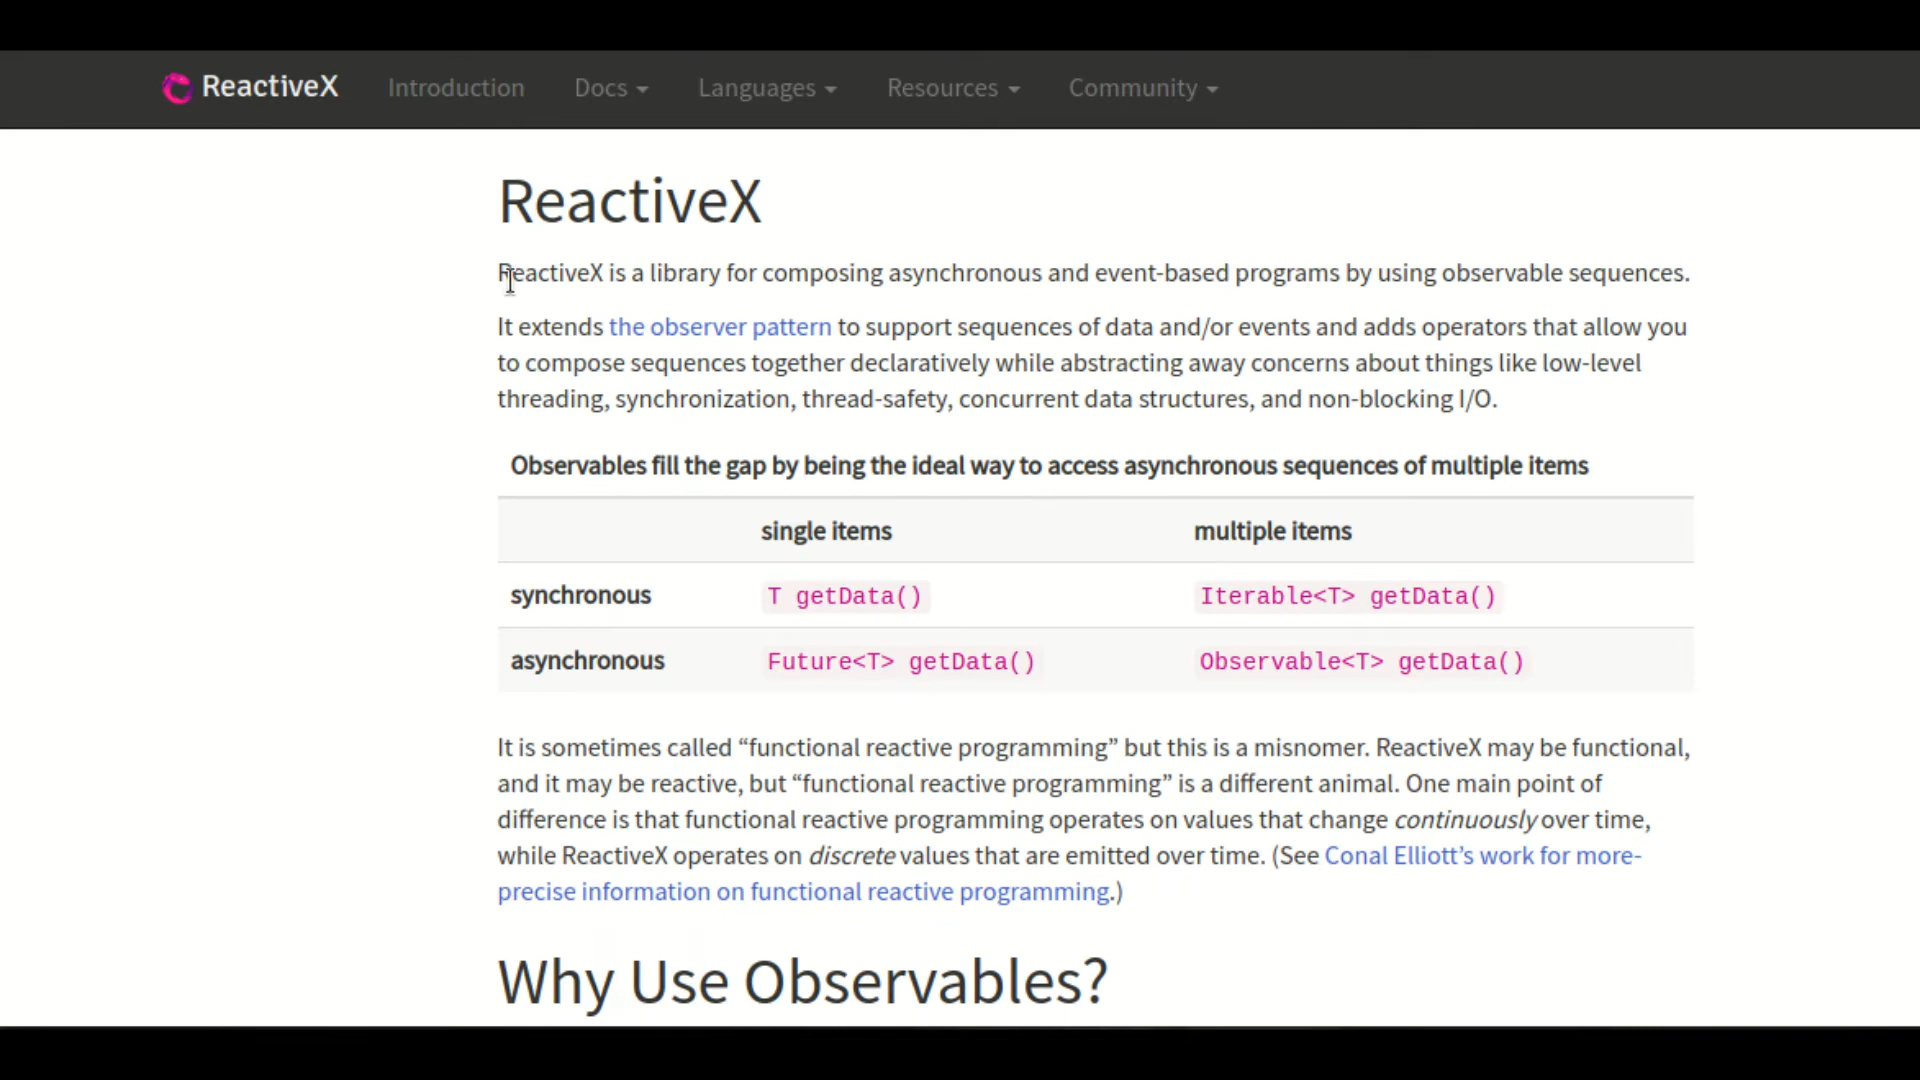 ReactiveX Introduction Docs Languages Resources Community
ReactiveX
ReactiveX is a library for composing asynchronous and event-based programs by using observable sequences.
It extends the observer pattern to support sequences of data and/or events and adds operators that allow you
to compose sequences together declaratively while abstracting away concerns about things like low-level
threading, synchronization, thread-safety, concurrent data structures, and non-blocking I/O.
Observables fill the gap by being the ideal way to access asynchronous sequences of multiple items
single items multiple items
synchronous T getData() Iterable<T> getData()
asynchronous Future<T> getData() Observable<T> getData()
It is sometimes called “functional reactive programming” but this is a misnomer. ReactiveX may be functional,
and it may be reactive, but “functional reactive programming” is a different animal. One main point of
difference is that functional reactive programming operates on values that change continuously over time,
while ReactiveX operates on discrete values that are emitted over time. (See Conal Elliott’s work for more-
precise information on functional reactive programming.)
Why Use Observables?